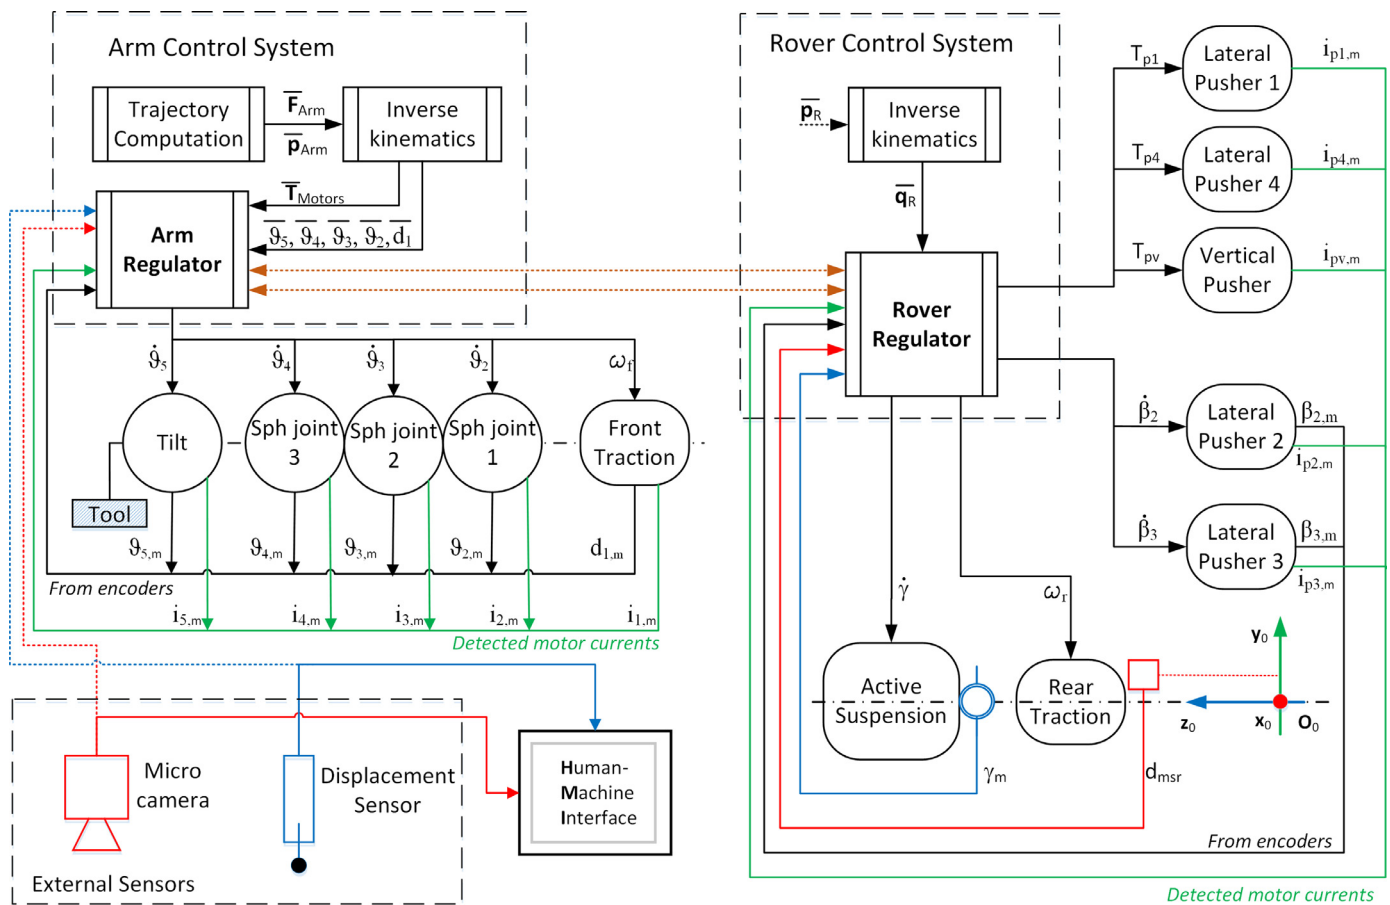 Arm Control System
Trajectory
Computation
F̅Arm
p̅Arm
Inverse
kinematics
T̅Motors
ϑ̅5, ϑ̅4, ϑ̅3, ϑ̅2, d̅1
Arm
Regulator
ϑ̇5
ϑ̇4
ϑ̇3
ϑ̇2
ωf
Tilt
Sph joint
3
Sph joint
2
Sph joint
1
Front
Traction
Tool
ϑ5,m
ϑ4,m
ϑ3,m
ϑ2,m
d1,m
From encoders
i5,m
i4,m
i3,m
i2,m
i1,m
Detected motor currents
Micro
camera
Displacement
Sensor
External Sensors
Human-
Machine
Interface
Rover Control System
p̅R
Inverse
kinematics
q̅R
Rover
Regulator
Tp1
Lateral
Pusher 1
ip1,m
Tp4
Lateral
Pusher 4
ip4,m
Tpv
Vertical
Pusher
ipv,m
β̇2
Lateral
Pusher 2
β2,m
ip2,m
β̇3
Lateral
Pusher 3
β3,m
ip3,m
γ̇
ωr
Active
Suspension
Rear
Traction
y0
z0
x0
O0
γm
dmsr
From encoders
Detected motor currents